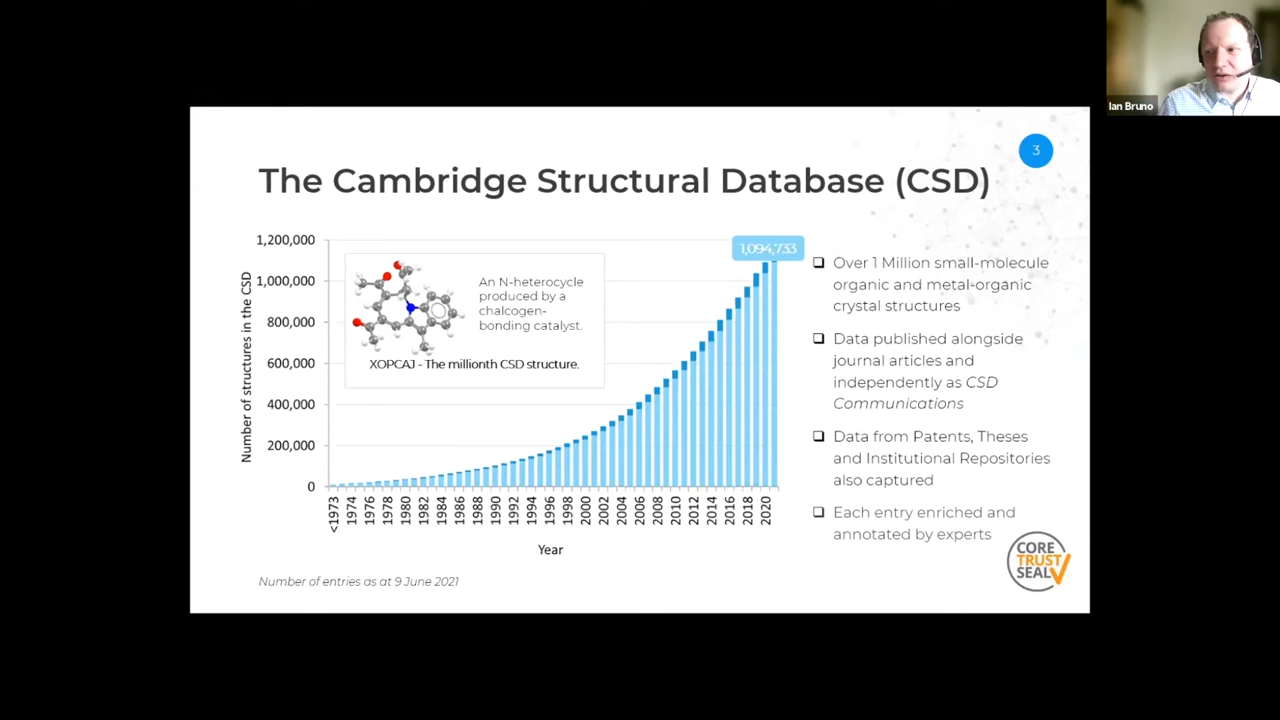 Ian Bruno
3
The Cambridge Structural Database (CSD)
Number of structures in the CSD
1,200,000
1,000,000
800,000
600,000
400,000
200,000
0
1,094,733
An N-heterocycle
produced by a
chalcogen-
bonding catalyst.
XOPCAJ - The millionth CSD structure.
<1973
1974
1976
1978
1980
1982
1984
1986
1988
1990
1992
1994
1996
1998
2000
2002
2004
2006
2008
2010
2012
2014
2016
2018
2020
Year
Number of entries as at 9 June 2021
❑ Over 1 Million small-molecule
organic and metal-organic
crystal structures
❑ Data published alongside
journal articles and
independently as CSD
Communications
❑ Data from Patents, Theses
and Institutional Repositories
also captured
❑ Each entry enriched and
annotated by experts
CORE
TRUST
SEAL